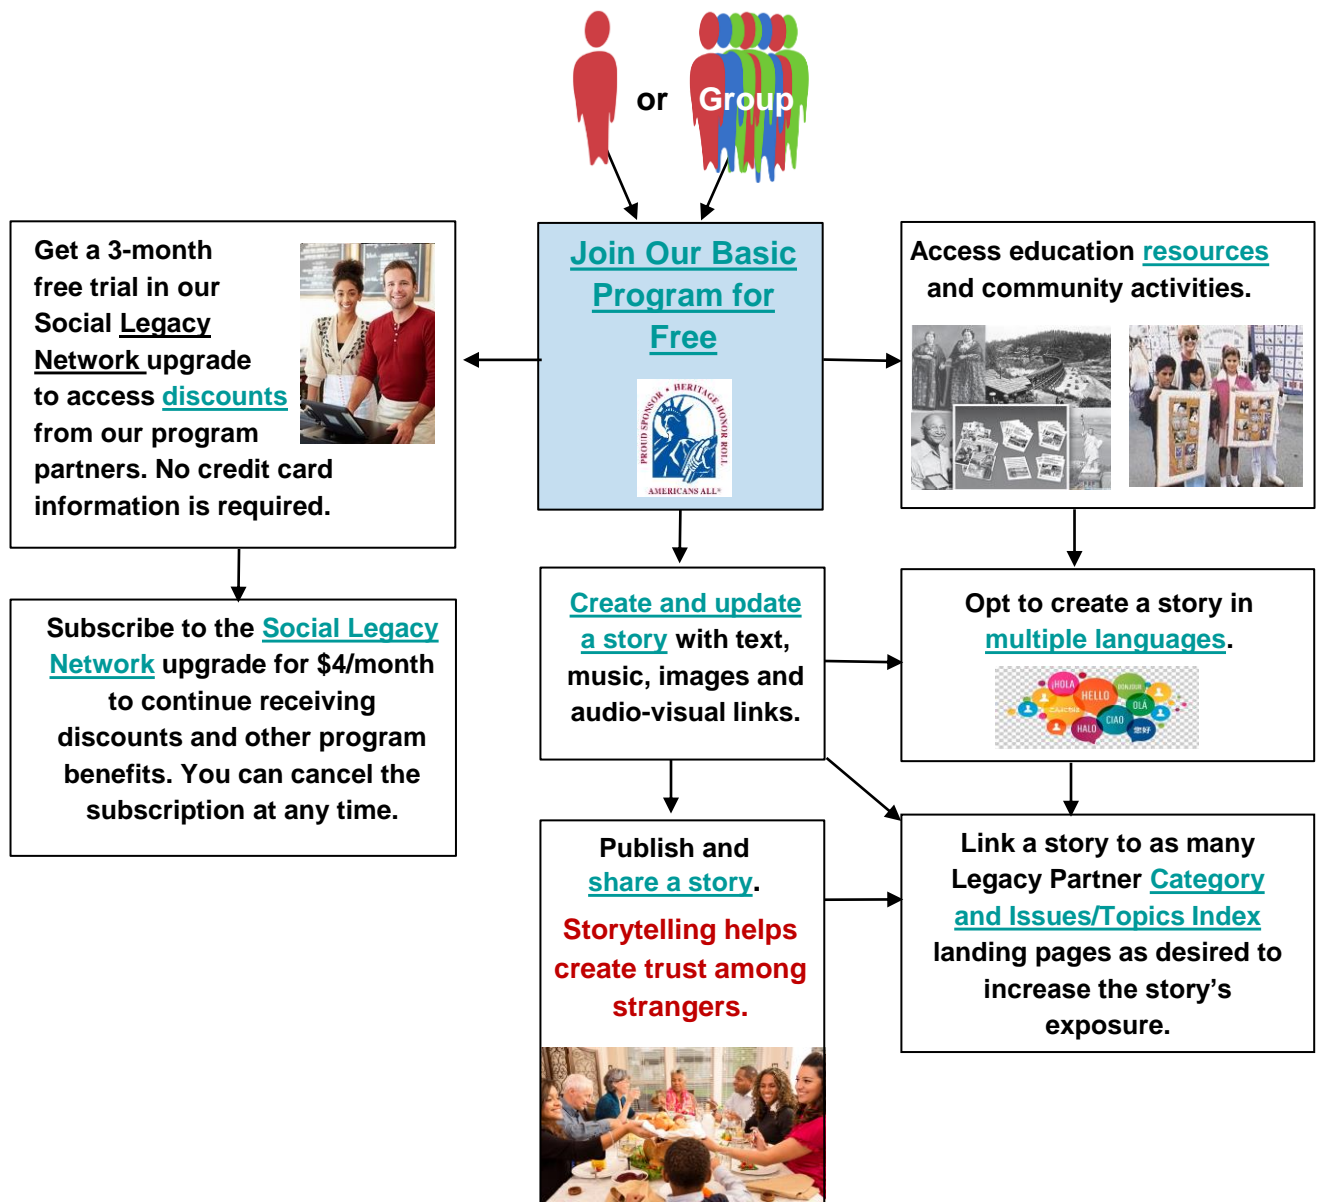 or
Group
Get a 3-month
free trial in our
Social Legacy
Network upgrade
to access discounts
from our program
partners. No credit card
information is required.
Join Our Basic
Program for
Free
PROUD SPONSOR • HERITAGE HONOR ROLL
AMERICANS ALL®
Access education resources
and community activities.
Subscribe to the Social Legacy
Network upgrade for $4/month
to continue receiving
discounts and other program
benefits. You can cancel the
subscription at any time.
Create and update
a story with text,
music, images and
audio-visual links.
Opt to create a story in
multiple languages.
¡HOLA
HELLO
BONJOUR
OLÁ
CIAO
HALO
您好
Publish and
share a story.
Storytelling helps
create trust among
strangers.
Link a story to as many
Legacy Partner Category
and Issues/Topics Index
landing pages as desired to
increase the story’s
exposure.